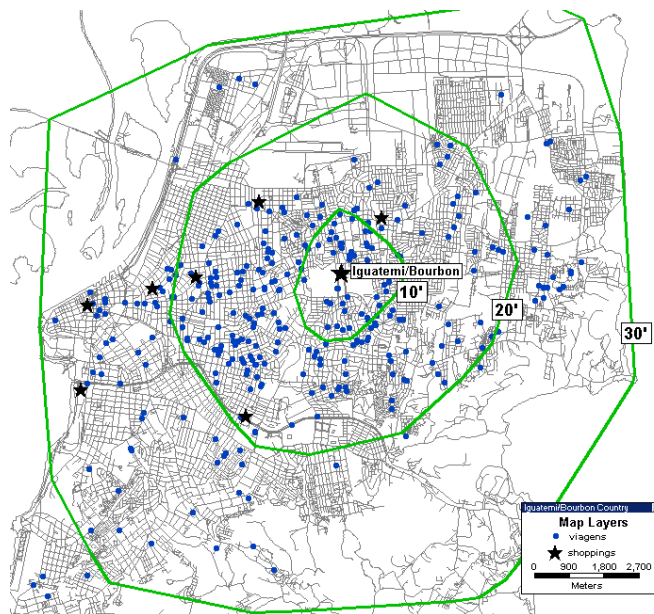 Iguatemi/Bourbon
10'
20'
30'
Iguatemi/Bourbon Country
Map Layers
viagens
shoppings
0 900 1,800 2,700
Meters